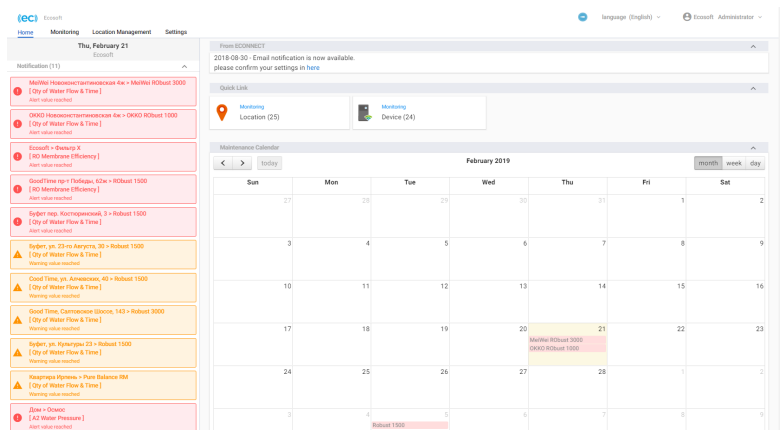 (ec) Ecosoft
language (English)
Ecosoft Administrator
Home Monitoring Location Management Settings
Thu, February 21
Ecosoft
Notification (11)
MeiWei Новоконстантиновская 4ж > MeiWei RObust 3000
[ Qty of Water Flow & Time ]
Alert value reached
ОККО Новоконстантиновская 4ж > OKKO RObust 1000
[ Qty of Water Flow & Time ]
Alert value reached
Ecosoft > Фильтр X
[ RO Membrane Efficiency ]
Alert value reached
GoodTime пр-т Победы, 62ж > RObust 1500
[ RO Membrane Efficiency ]
Alert value reached
Буфет пер. Костюринский, 3 > Robust 1500
[ Qty of Water Flow & Time ]
Alert value reached
Буфет, ул. 23-го Августа, 30 > Robust 1500
[ Qty of Water Flow & Time ]
Warning value reached
Good Time, ул. Алчевских, 40 > Robust 1500
[ Qty of Water Flow & Time ]
Warning value reached
Good Time, Салтовское Шоссе, 143 > Robust 3000
[ Qty of Water Flow & Time ]
Warning value reached
Буфет, ул. Культуры 23 > Robust 1500
[ Qty of Water Flow & Time ]
Warning value reached
Квартира Ирпень > Pure Balance RM
[ Qty of Water Flow & Time ]
Warning value reached
Дом > Осмос
[ A2 Water Pressure ]
Alert value reached
From ECONNECT
2018-08-30 - Email notification is now available.
please confirm your settings in here
Quick Link
Monitoring
Location (25)
Monitoring
Device (24)
Maintenance Calendar
today
February 2019
month week day
Sun Mon Tue Wed Thu Fri Sat
27 28 29 30 31 1 2
3 4 5 6 7 8 9
10 11 12 13 14 15 16
17 18 19 20 21 22 23
MeiWei RObust 3000
OKKO RObust 1000
24 25 26 27 28 1 2
3 4 5 6 7 8 9
Robust 1500